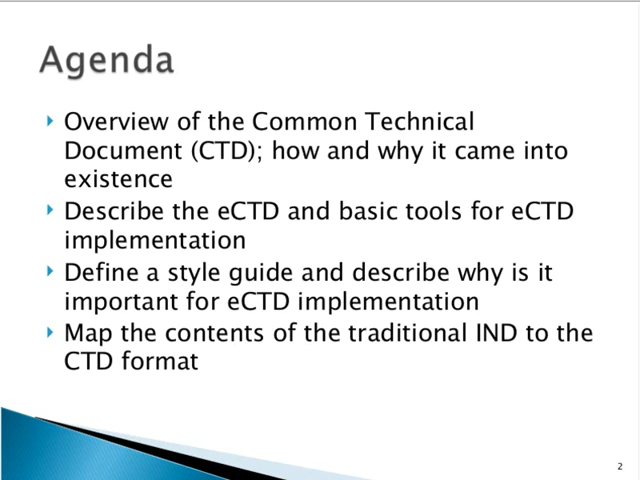 Agenda
Overview of the Common Technical
Document (CTD); how and why it came into
existence
Describe the eCTD and basic tools for eCTD
implementation
Define a style guide and describe why is it
important for eCTD implementation
Map the contents of the traditional IND to the
CTD format
2